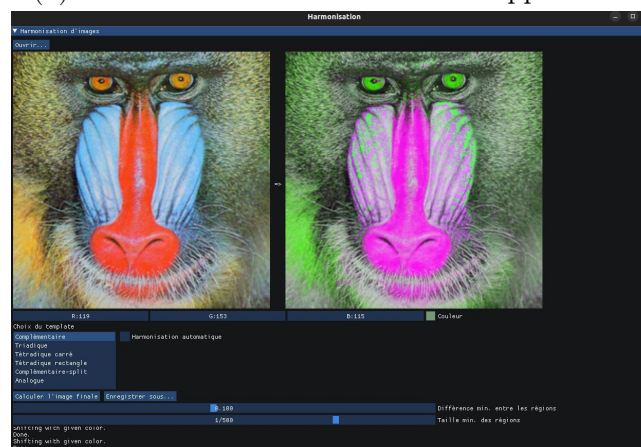 Harmonisation
▼ Harmonisation d'images
Ouvrir...
=>
R:119 G:153 B:115 Couleur
Choix du template
Complémentaire
Harmonisation automatique
Triadique
Tétradique carré
Tétradique rectangle
Complémentaire-split
Analogue
Calculer l'image finale Enregistrer sous...
0.100 Différence min. entre les régions
1/500 Taille min. des régions
Shifting with given color.
Done.
Shifting with given color.